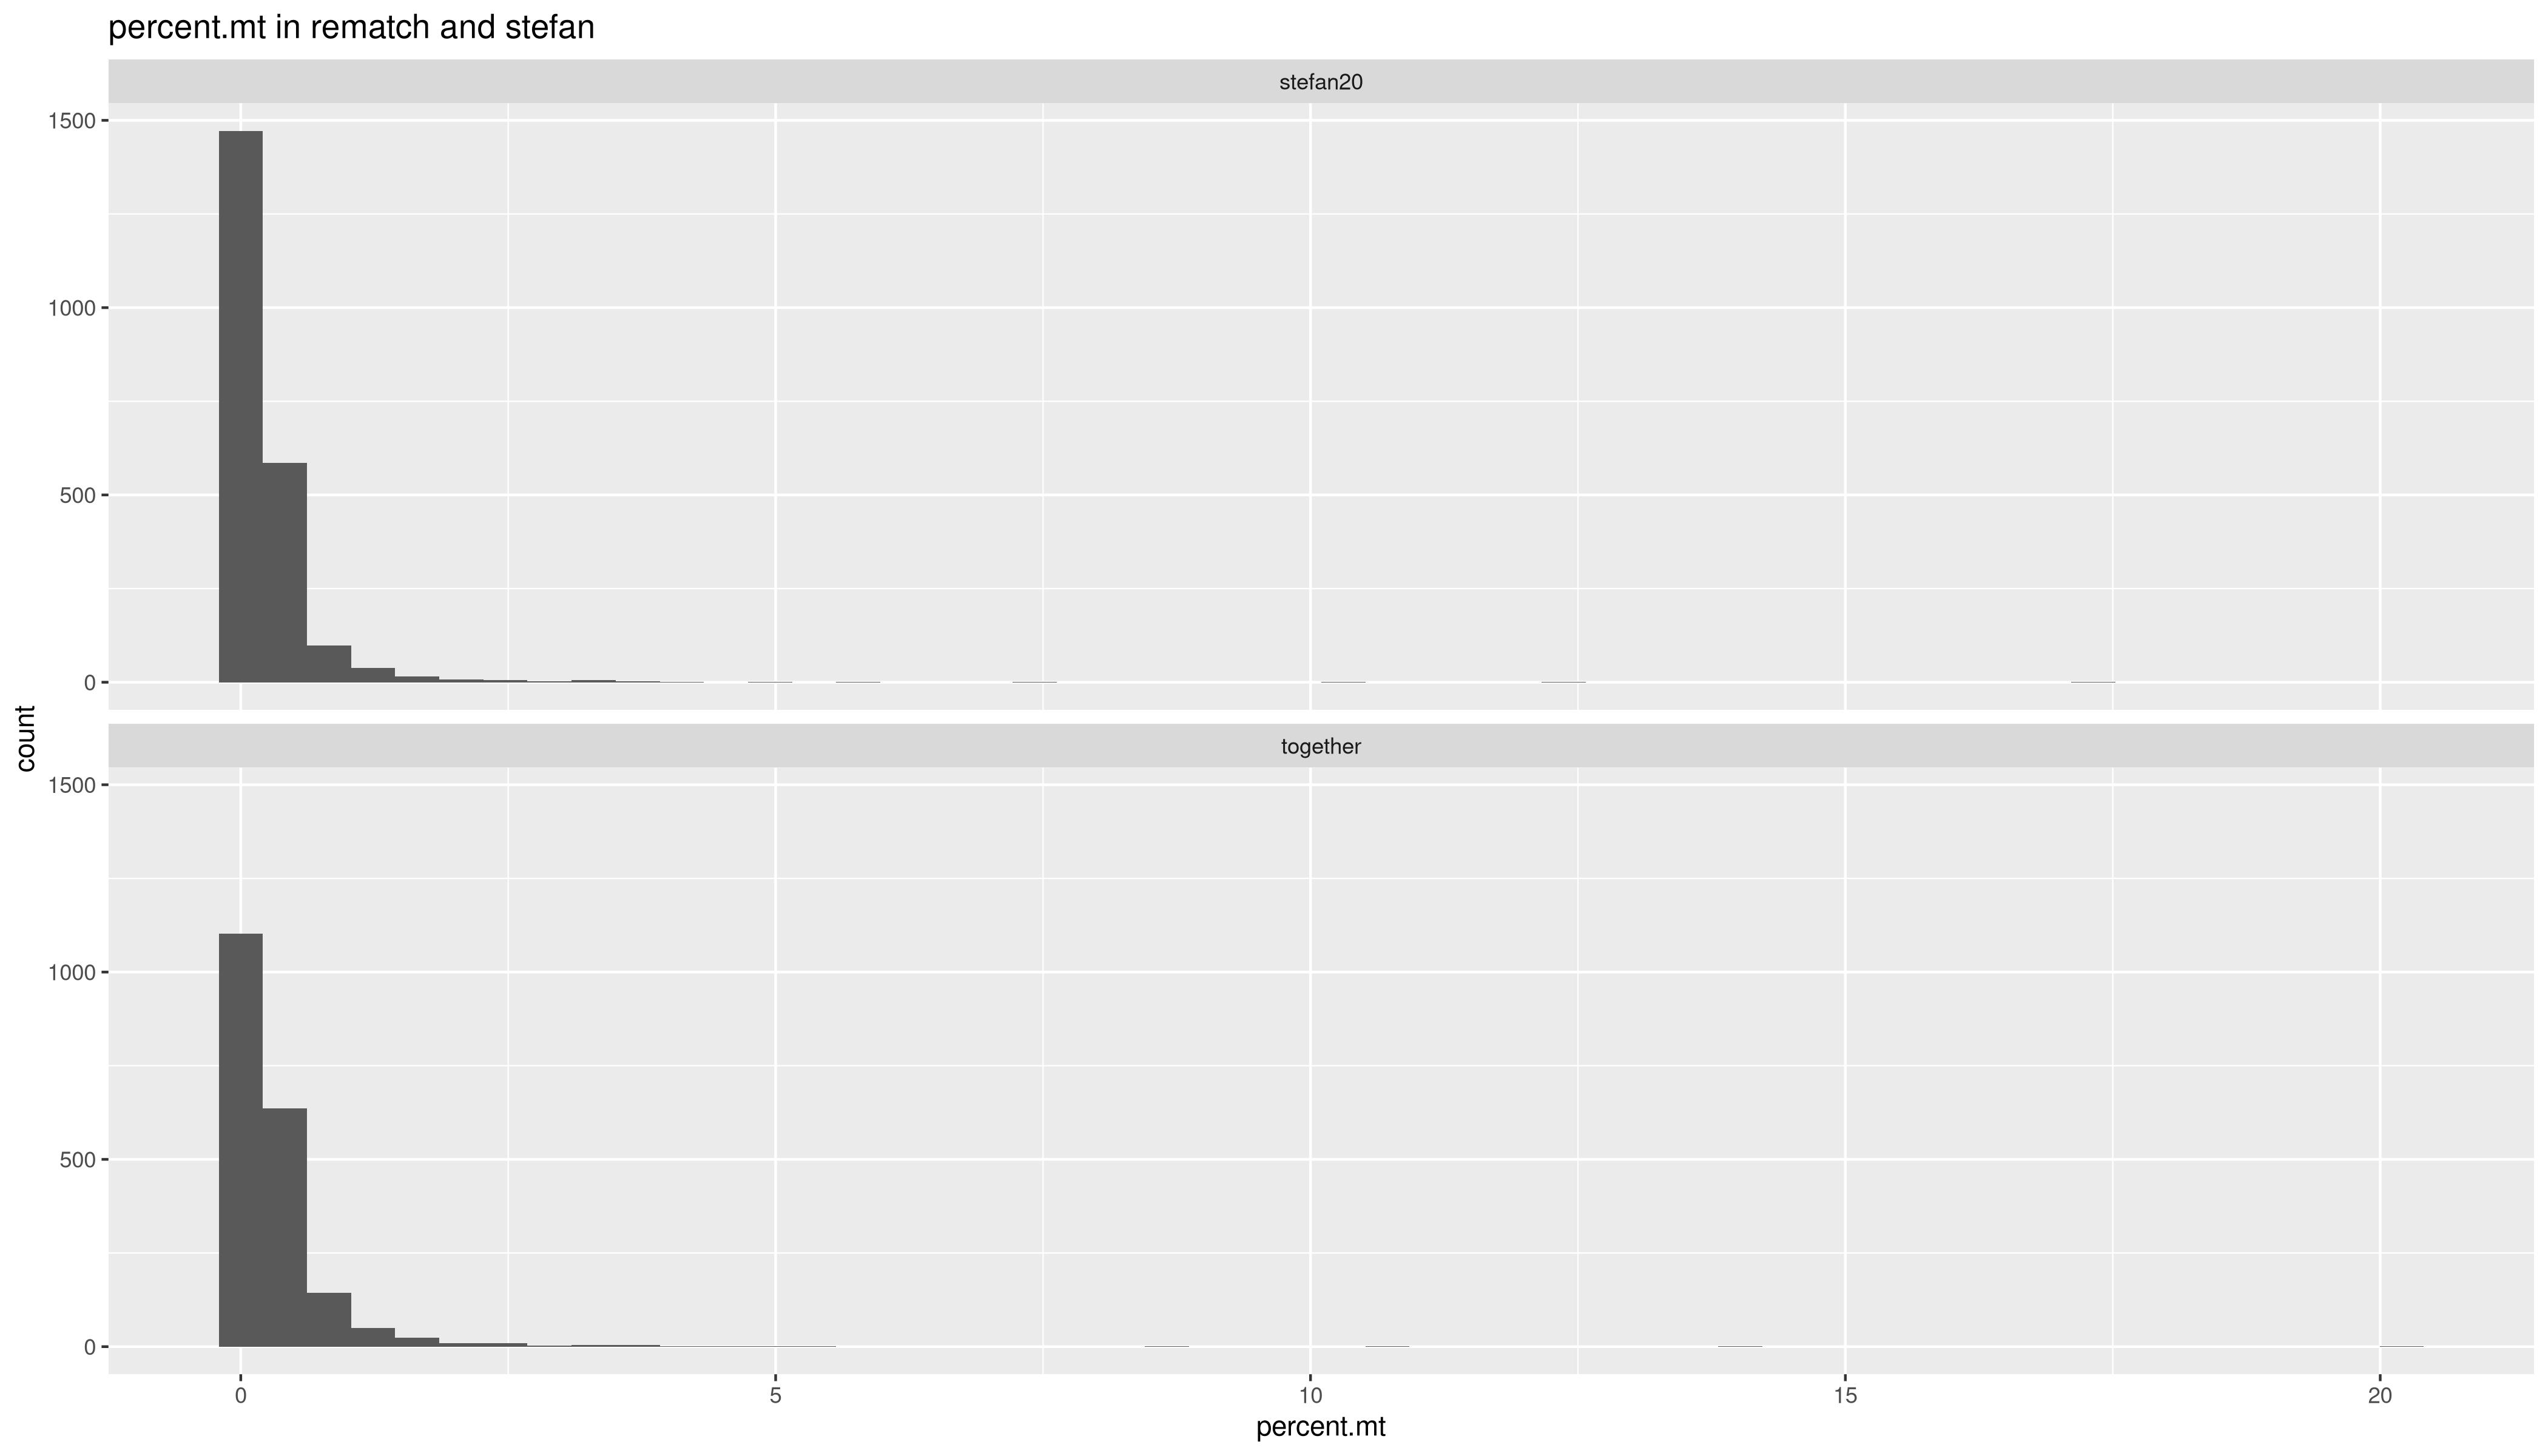 percent.mt in rematch and stefan
stefan20
1500
1000
500
0
together
1500
1000
500
0
count
0 5 10 15 20
percent.mt